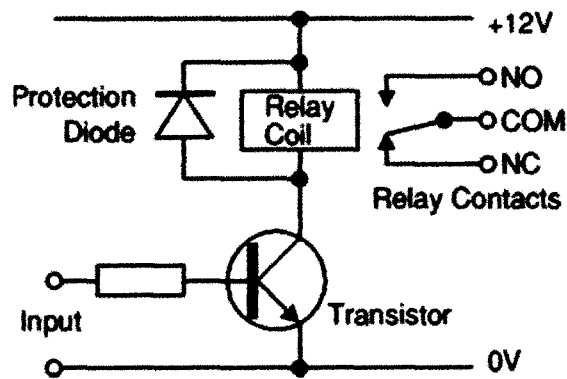 +12V
Protection
Diode
Relay
Coil
NO
COM
NC
Relay Contacts
Input
Transistor
0V